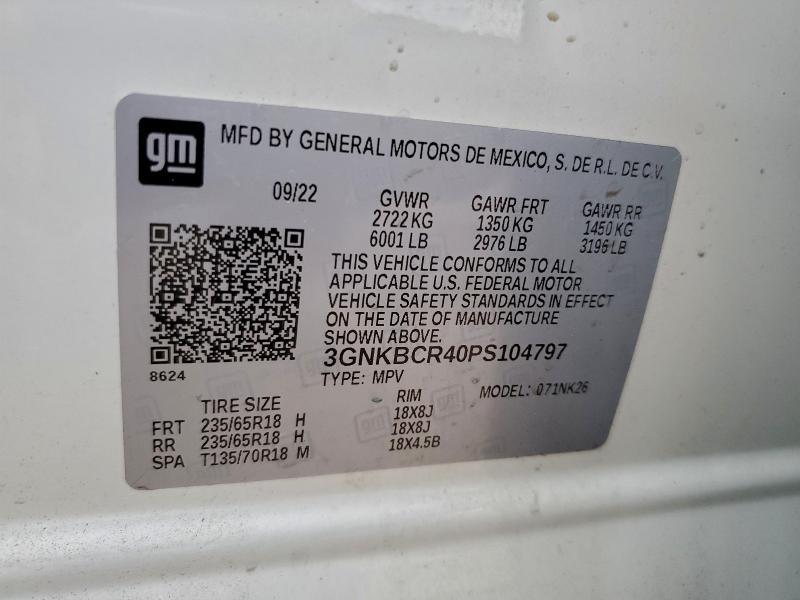 gm
MFD BY GENERAL MOTORS DE MEXICO, S. DE R.L. DE C.V.
09/22 GVWR GAWR FRT GAWR RR
2722 KG 1350 KG 1450 KG
6001 LB 2976 LB 3196 LB
THIS VEHICLE CONFORMS TO ALL
APPLICABLE U.S. FEDERAL MOTOR
VEHICLE SAFETY STANDARDS IN EFFECT
ON THE DATE OF MANUFACTURE
SHOWN ABOVE.
3GNKBCR40PS104797
8624
TYPE: MPV MODEL: 071NK26
TIRE SIZE RIM
FRT 235/65R18 H 18X8J
RR 235/65R18 H 18X8J
SPA T135/70R18 M 18X4.5B